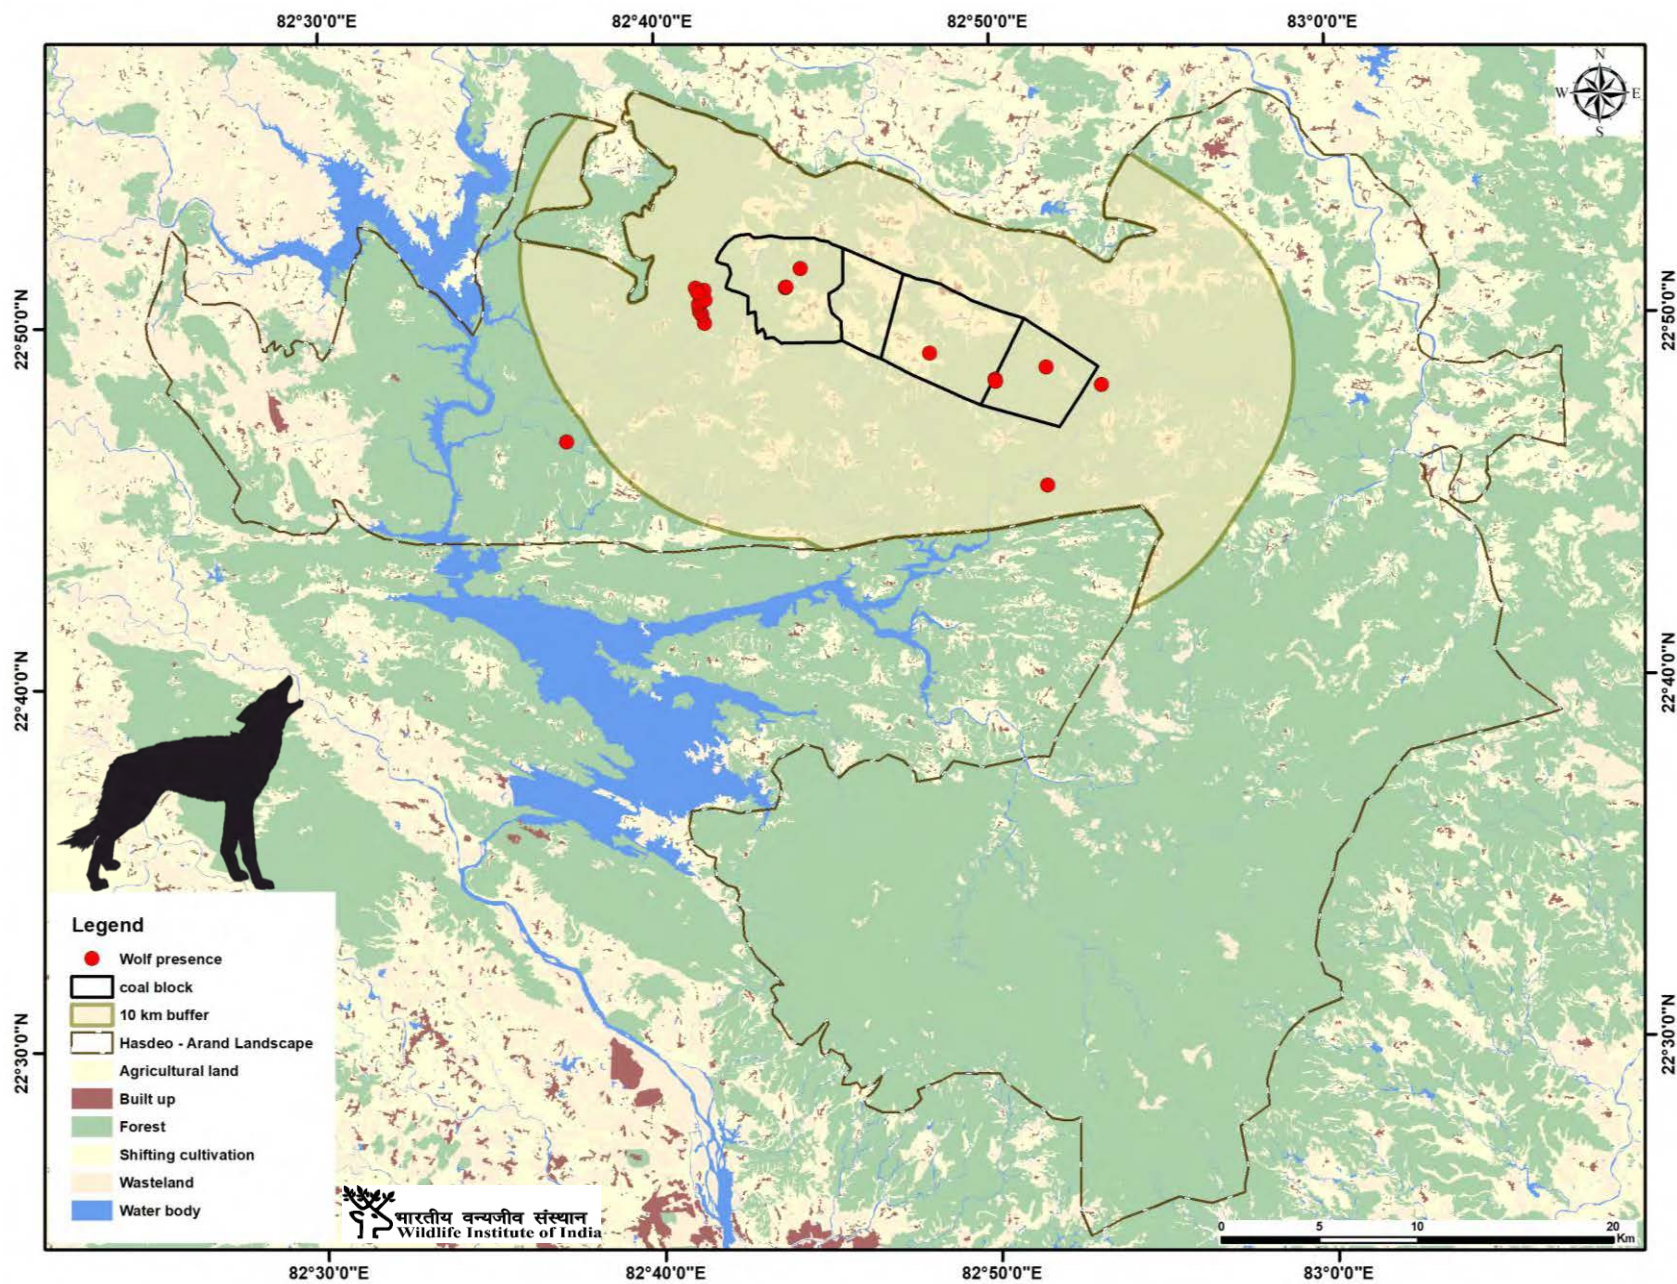 82°30'0"E 82°40'0"E 82°50'0"E 83°0'0"E
N
W E
S
22°50'0"N 22°50'0"N
22°40'0"N 22°40'0"N
22°30'0"N 22°30'0"N
Legend
Wolf presence
coal block
10 km buffer
Hasdeo - Arand Landscape
Agricultural land
Built up
Forest
Shifting cultivation
Wasteland
Water body
भारतीय वन्यजीव संस्थान
Wildlife Institute of India
0 5 10 20
Km
82°30'0"E 82°40'0"E 82°50'0"E 83°0'0"E